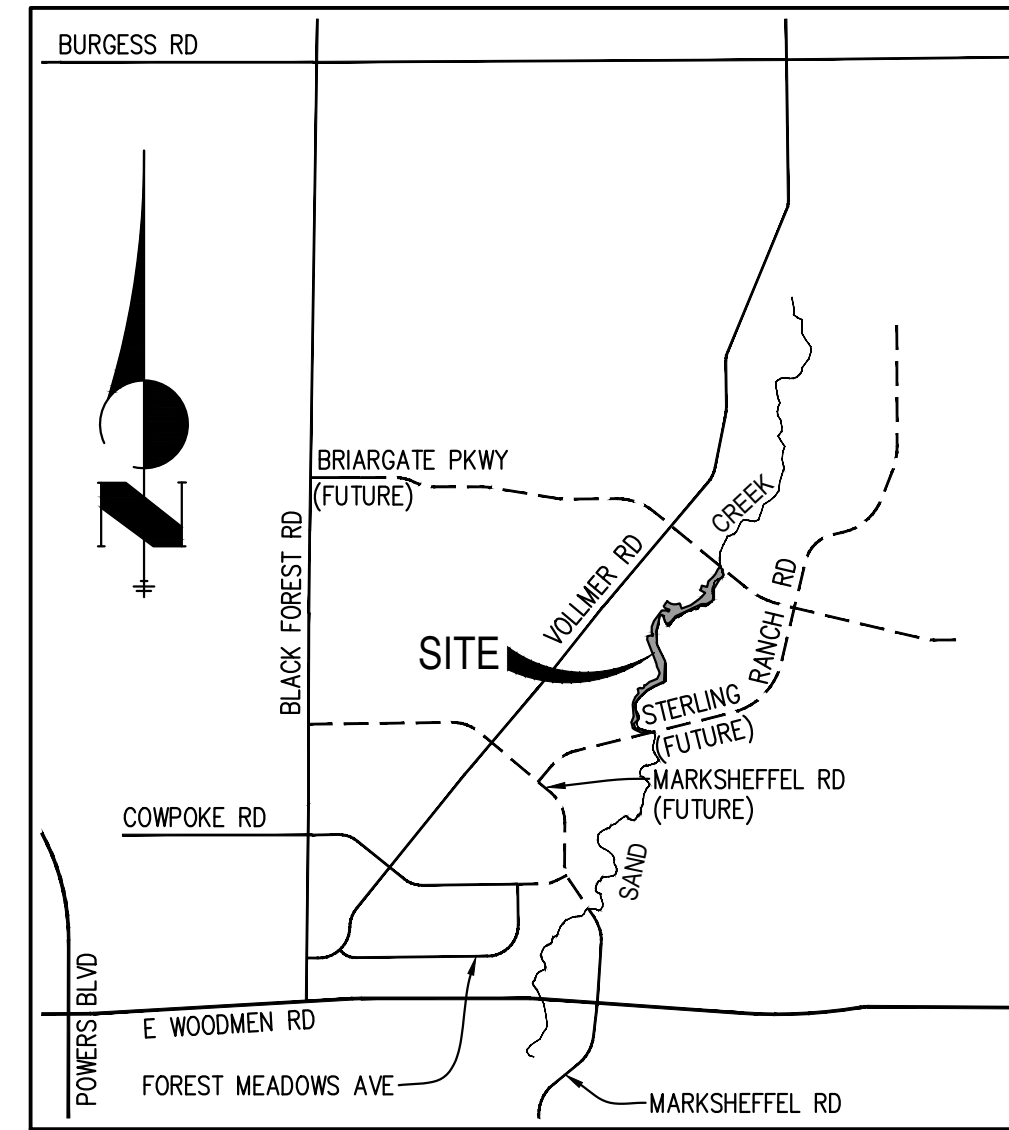 BURGESS RD
N
BRIARGATE PKWY
(FUTURE)
CREEK
BLACK FOREST RD
VOLLMER RD
RANCH RD
SITE
STERLING
(FUTURE)
MARKSHEFFEL RD
(FUTURE)
COWPOKE RD
SAND
POWERS BLVD
E WOODMEN RD
FOREST MEADOWS AVE
MARKSHEFFEL RD